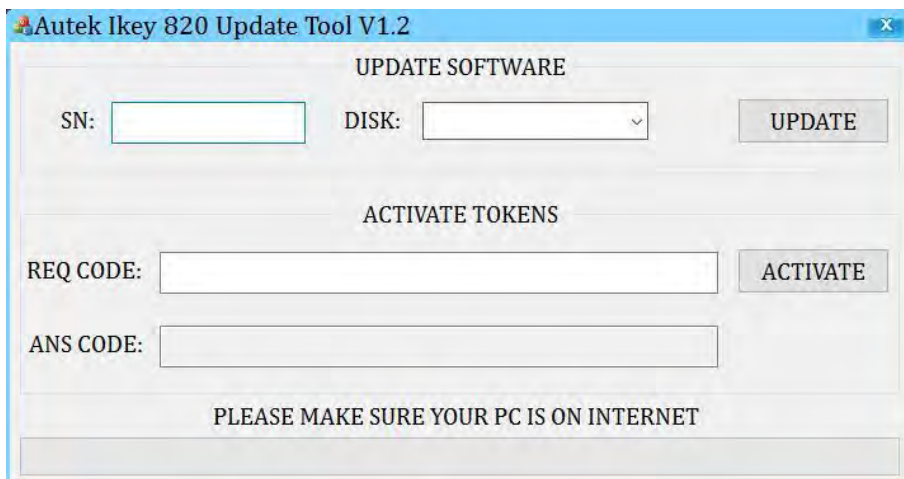 Autek Ikey 820 Update Tool V1.2
x
UPDATE SOFTWARE
SN:
DISK:
UPDATE
ACTIVATE TOKENS
REQ CODE:
ACTIVATE
ANS CODE:
PLEASE MAKE SURE YOUR PC IS ON INTERNET